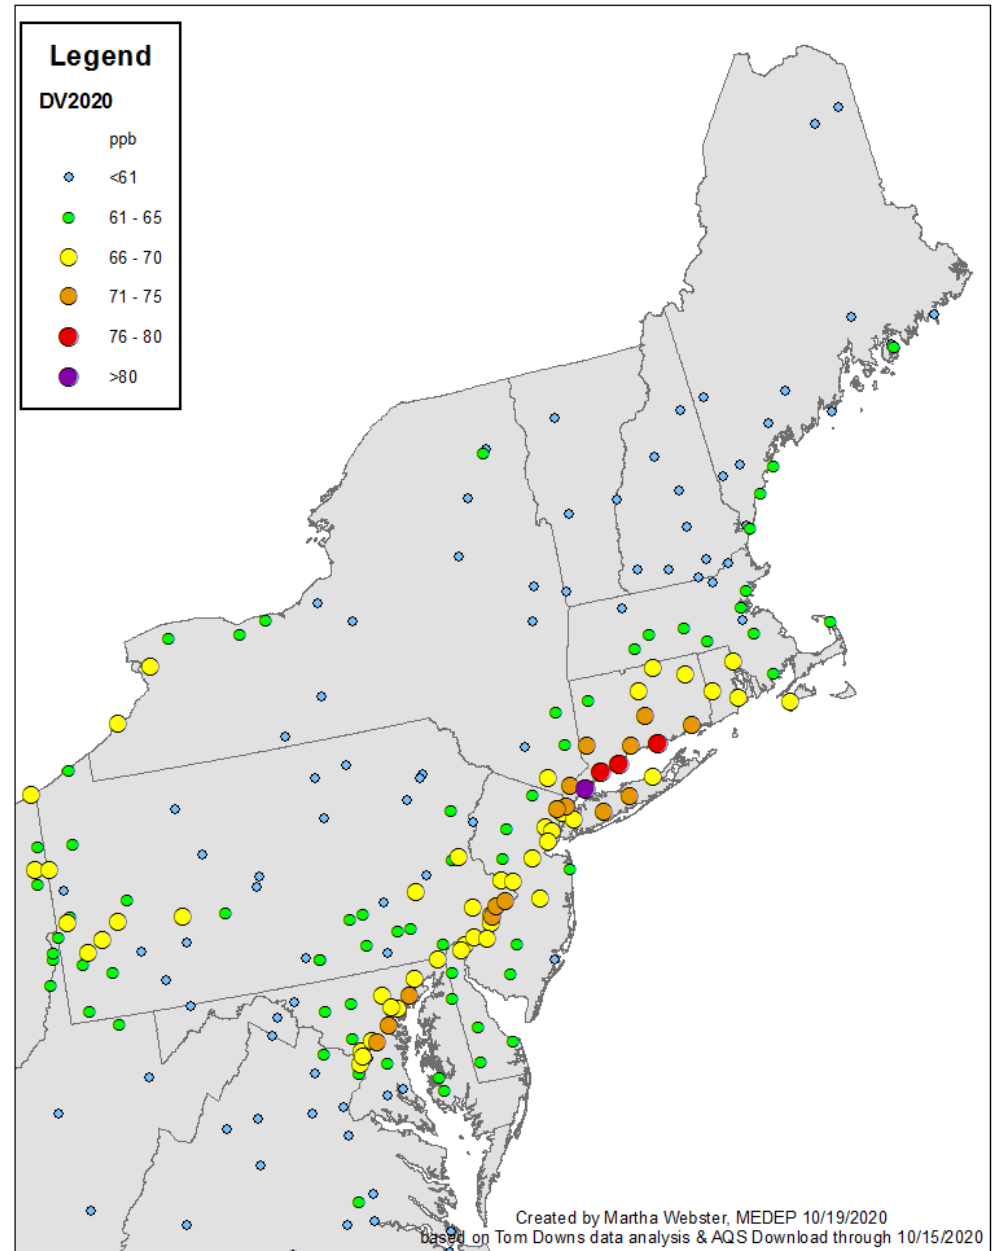 Legend
DV2020
ppb
<61
61 - 65
66 - 70
71 - 75
76 - 80
>80
Created by Martha Webster, MEDEP 10/19/2020
based on Tom Downs data analysis & AQS Download through 10/15/2020